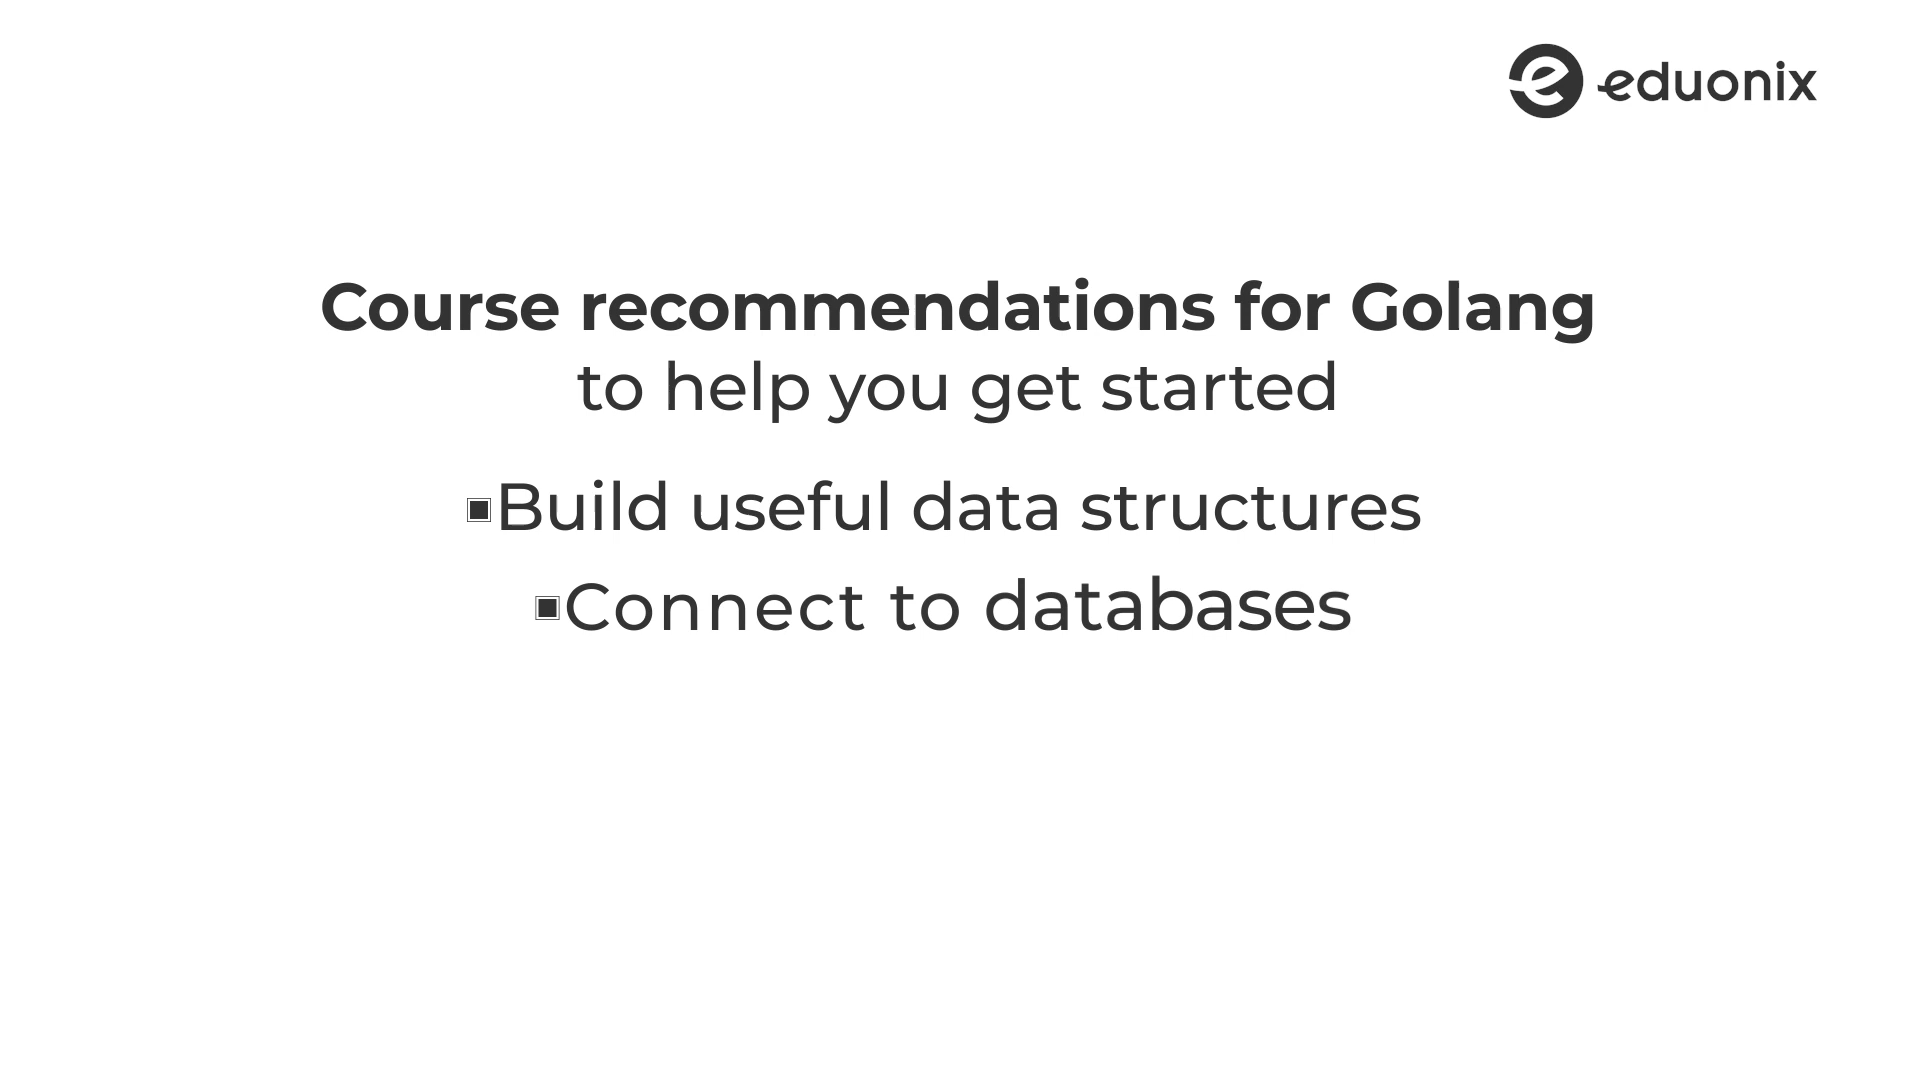 eduonix
Course recommendations for Golang
to help you get started
▣Build useful data structures
▣Connect to databases